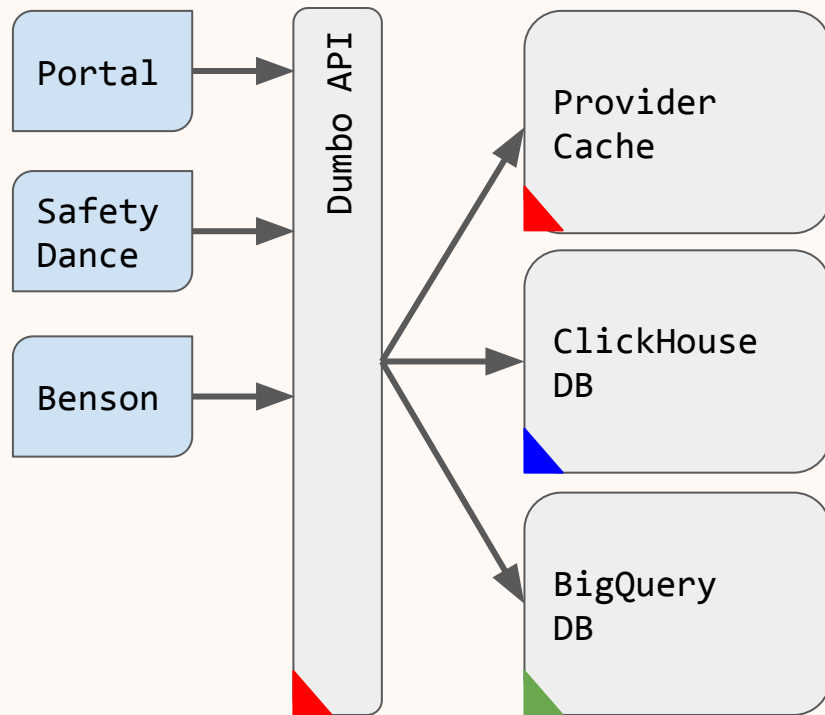 Portal
Safety
Dance
Benson
Dumbo API
Provider
Cache
ClickHouse
DB
BigQuery
DB